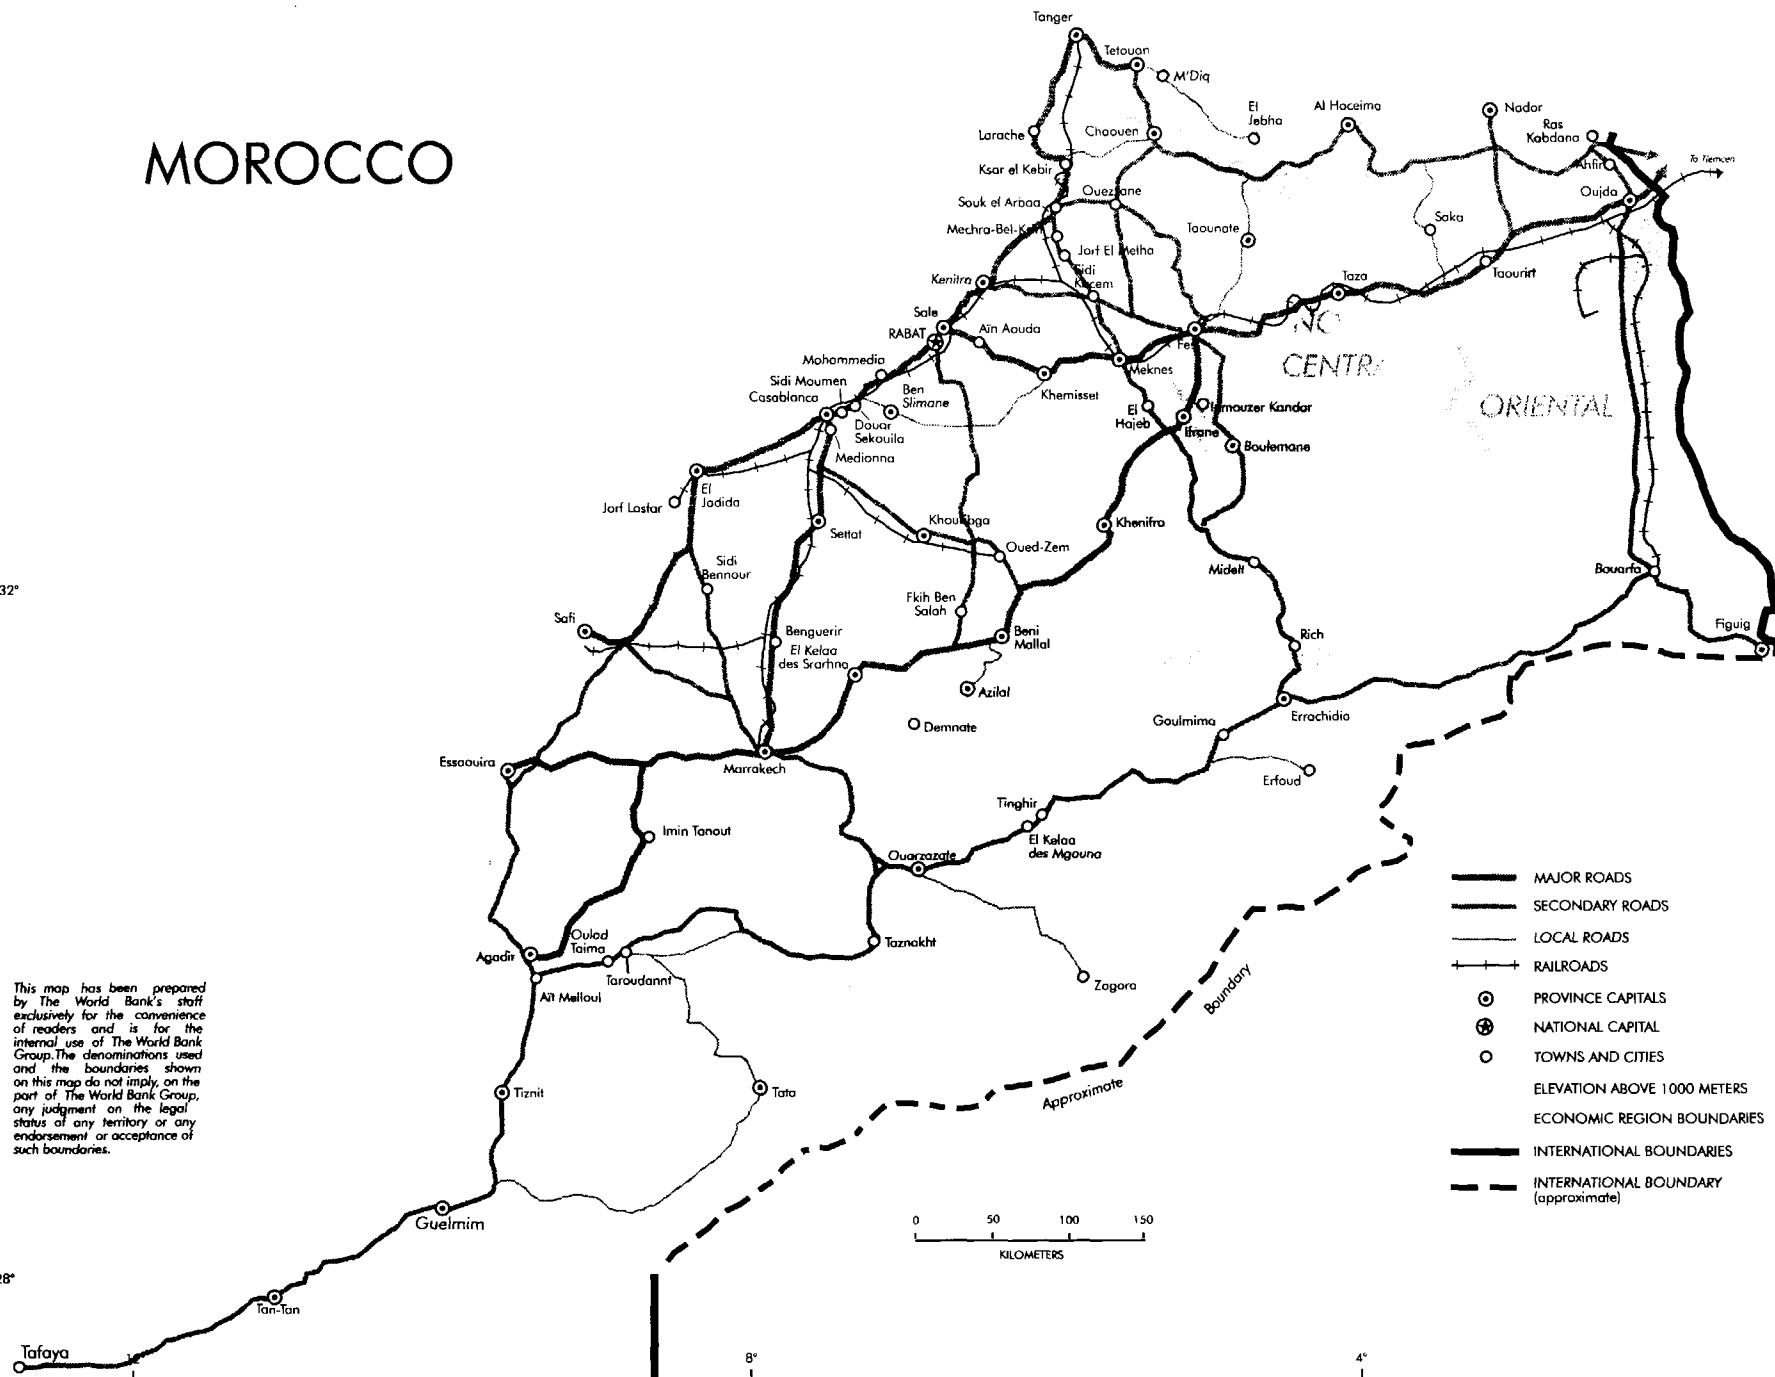 MOROCCO
Tanger
Tetouan
M'Diq
El
Jebha
Al Hoceima
Nador
Ras
Kabdana
To Tlemcen
Larache
Chaouen
Ahfir
Ksar el Kebir
Oujda
Souk el Arbaa
Ouezzane
Saka
Mechra-Bel-Ksiri
Taounate
Jorf El Melha
Sidi
Kacem
Taourirt
Kenitra
Taza
Sale
RABAT
Aïn Aouda
Fes
NO
CENTRA
Mohammedia
Meknes
Sidi Moumen
Casablanca
Ben
Slimane
Khemisset
ORIENTAL
El
Hajeb
Imouzer Kandar
Ifrane
Douar
Sekouila
Boulemane
Medionna
El
Jadida
Jorf Lasfar
Khouribga
Khenifra
Settat
Oued-Zem
Sidi
Bennour
Midelt
Bouarfa
32°
Fkih Ben
Salah
Safi
Figuig
Benguerir
Beni
Mallal
Rich
El Kelaa
des Srarhna
Azilal
Demnate
Errachidia
Goulmima
Essaouira
Marrakech
Erfoud
Tinghir
Imin Tanout
El Kelaa
des Mgouna
Ouarzazate
MAJOR ROADS
SECONDARY ROADS
LOCAL ROADS
RAILROADS
PROVINCE CAPITALS
NATIONAL CAPITAL
TOWNS AND CITIES
ELEVATION ABOVE 1000 METERS
ECONOMIC REGION BOUNDARIES
INTERNATIONAL BOUNDARIES
INTERNATIONAL BOUNDARY
(approximate)
Oulad
Taima
Agadir
Taznakht
Taroudannt
Zagora
Aït Melloul
Boundary
Approximate
This map has been prepared
by The World Bank's staff
exclusively for the convenience
of readers and is for the
internal use of The World Bank
Group. The denominations used
and the boundaries shown
on this map do not imply, on the
part of The World Bank Group,
any judgment on the legal
status of any territory or any
endorsement or acceptance of
such boundaries.
Tiznit
Tata
Guelmim
0 50 100 150
KILOMETERS
28°
Tan-Tan
Tafaya
12
8°
4°